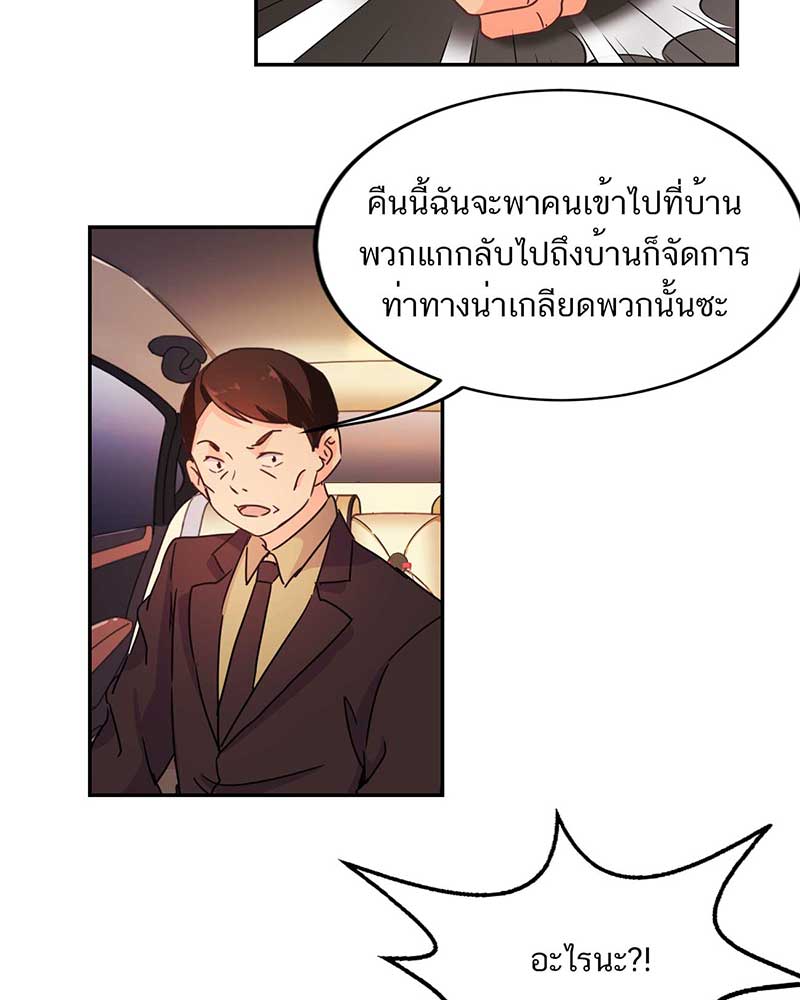 คืนนี้ฉันจะพาคนเข้าไปที่บ้าน
พวกแกกลับไปถึงบ้านก็จัดการ
ท่าทางน่าเกลียดพวกนั้นซะ
อะไรนะ?!